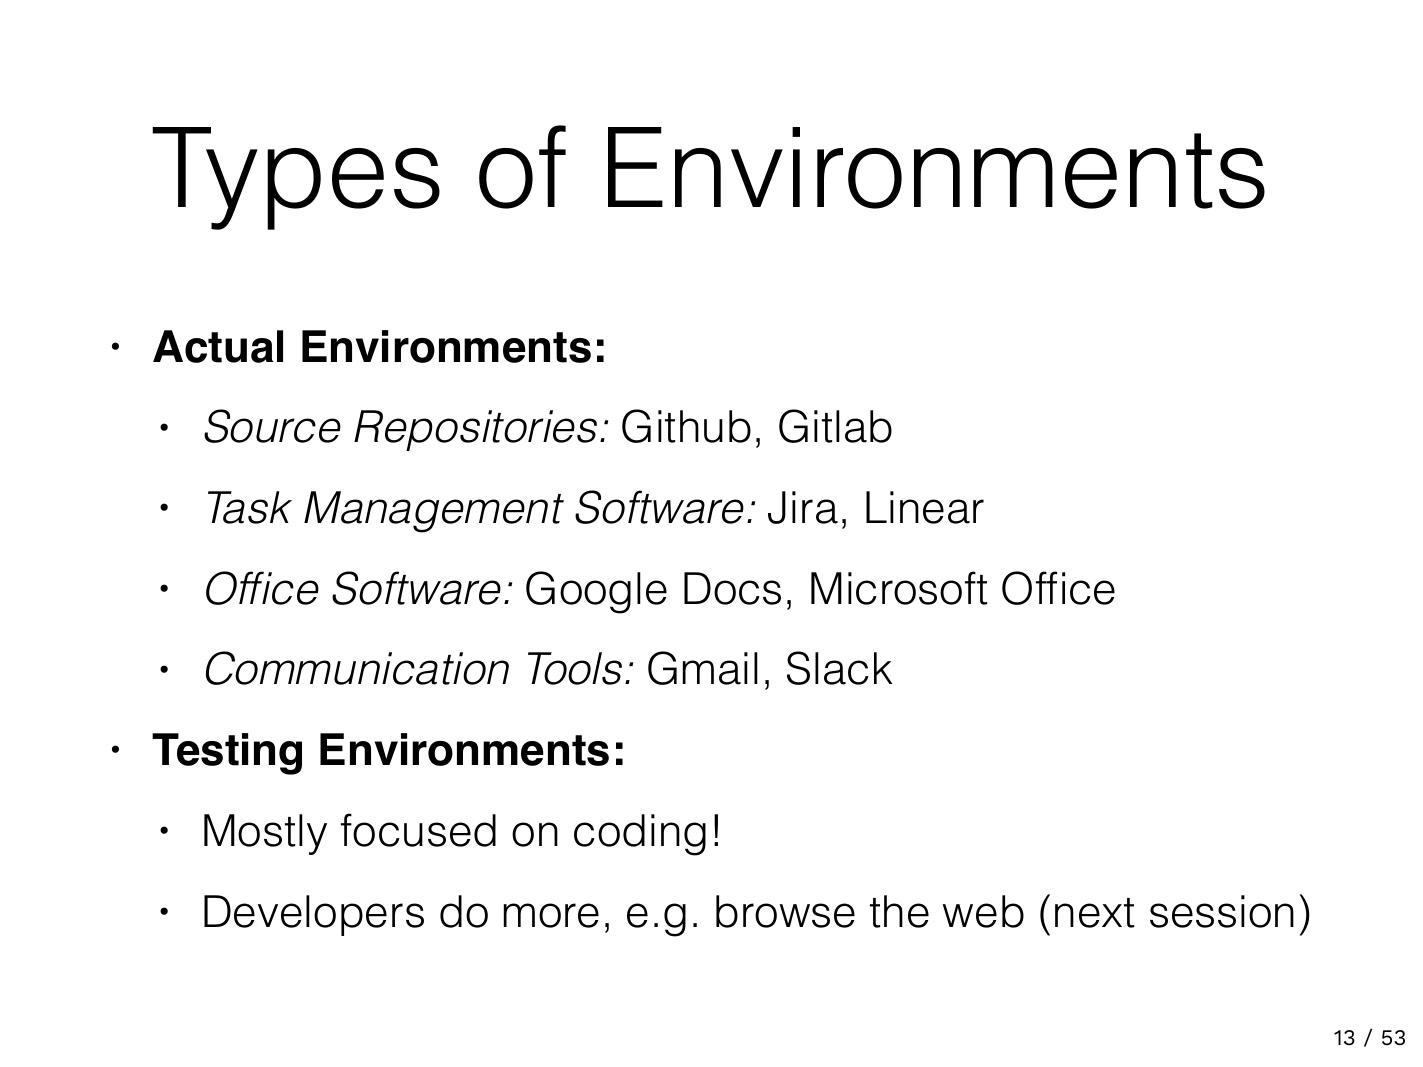 Types of Environments
• Actual Environments:
• Source Repositories: Github, Gitlab
• Task Management Software: Jira, Linear
• Office Software: Google Docs, Microsoft Office
• Communication Tools: Gmail, Slack
• Testing Environments:
• Mostly focused on coding!
• Developers do more, e.g. browse the web (next session)
13 / 53